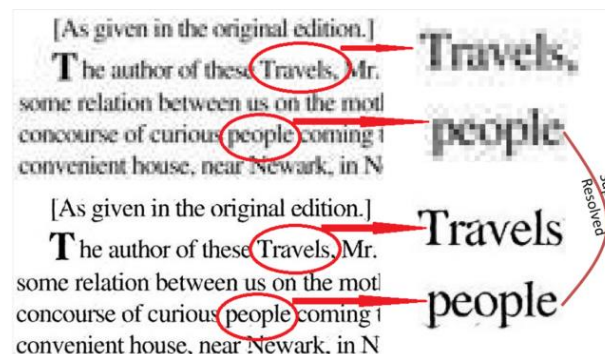 [As given in the original edition.]
The author of these Travels, Mr.
some relation between us on the mot
concourse of curious people coming t
convenient house, near Newark, in N
Travels,
people
[As given in the original edition.]
The author of these Travels, Mr.
some relation between us on the mot
concourse of curious people coming t
convenient house, near Newark, in N
Travels
people
Resolved